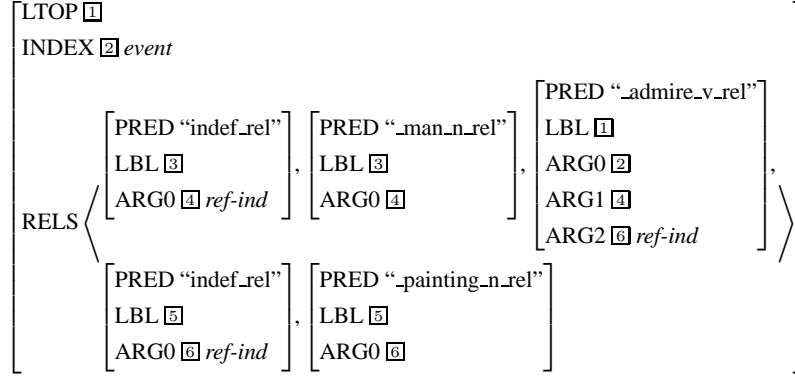 LTOP 1
INDEX 2 event
PRED “_admire_v_rel”
PRED “indef_rel” PRED “_man_n_rel” LBL 1
LBL 3 , LBL 3 , ARG0 2 ,
ARG0 4 ref-ind ARG0 4 ARG1 4
RELS ⟨ ARG2 6 ref-ind ⟩
PRED “indef_rel” PRED “_painting_n_rel”
LBL 5 , LBL 5
ARG0 6 ref-ind ARG0 6